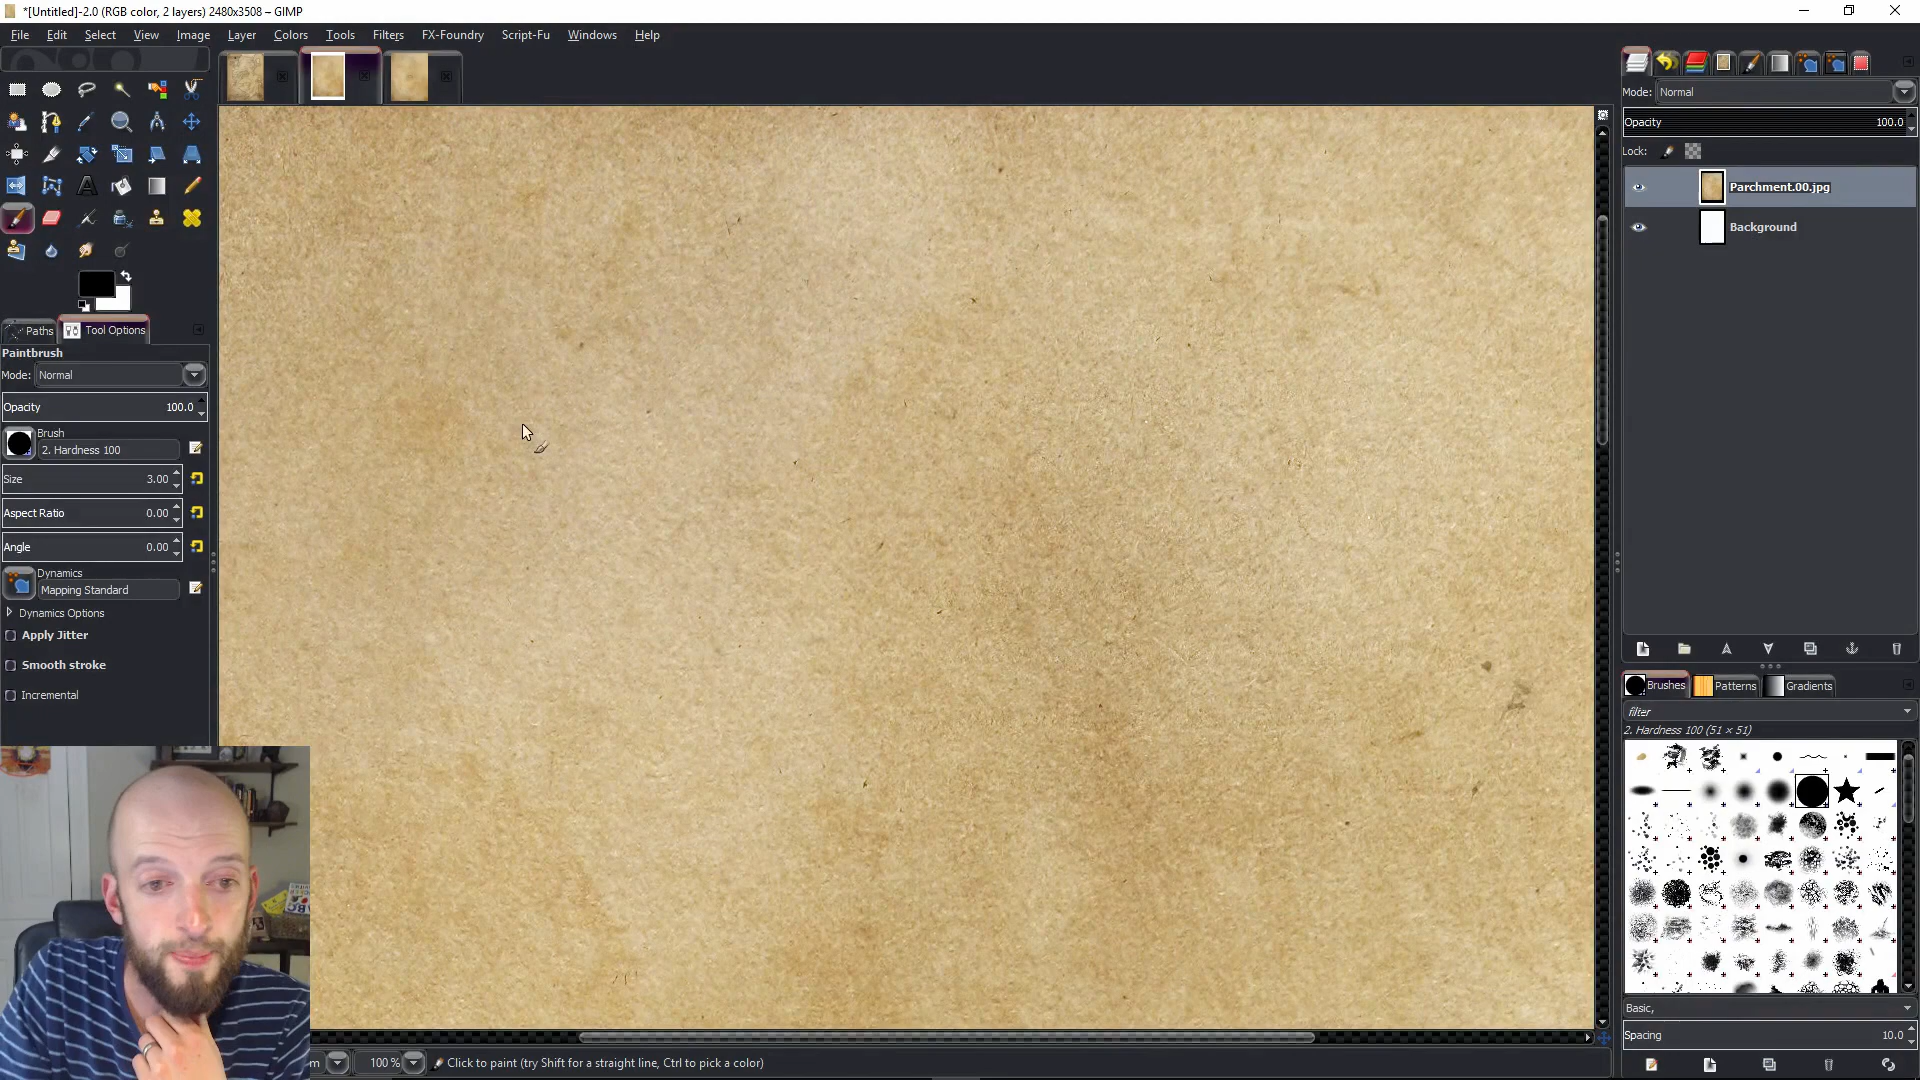 *[Untitled]-2.0 (RGB color, 2 layers) 2480x3508 – GIMP
File Edit Select View Image Layer Colors Tools Filters FX-Foundry Script-Fu Windows Help
Mode: Normal
Opacity 100.0
Lock:
Parchment.00.jpg
Background
Paths Tool Options
Paintbrush
Mode: Normal
Opacity 100.0
Brush
2. Hardness 100
Size 3.00
Aspect Ratio 0.00
Angle 0.00
Dynamics
Mapping Standard
Dynamics Options
Apply Jitter
Smooth stroke
Incremental
Brushes Patterns Gradients
filter
2. Hardness 100 (51 × 51)
Basic,
Spacing 10.0
m 100 % Click to paint (try Shift for a straight line, Ctrl to pick a color)